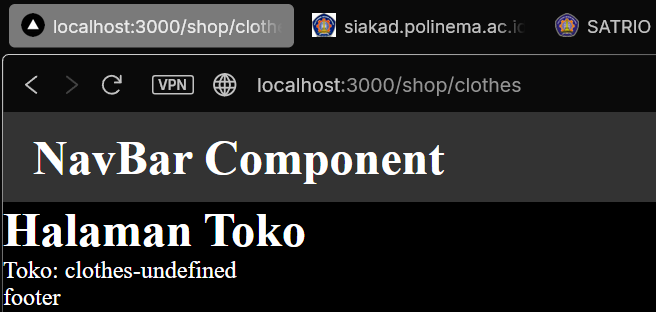 localhost:3000/shop/cloth
siakad.polinema.ac.id
SATRIO
VPN
localhost:3000/shop/clothes
NavBar Component
Halaman Toko
Toko: clothes-undefined
footer